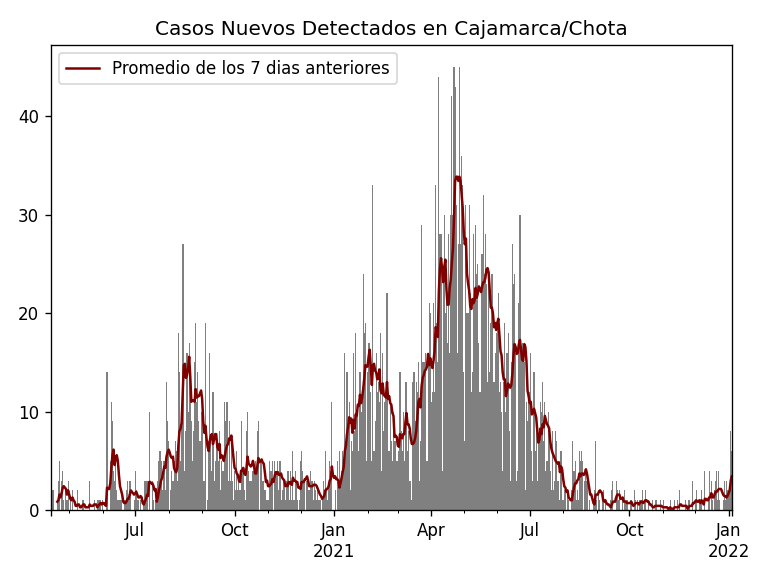 Casos Nuevos Detectados en Cajamarca/Chota
Promedio de los 7 dias anteriores
40
30
20
10
0
Jul Oct Jan Apr Jul Oct Jan
2021 2022